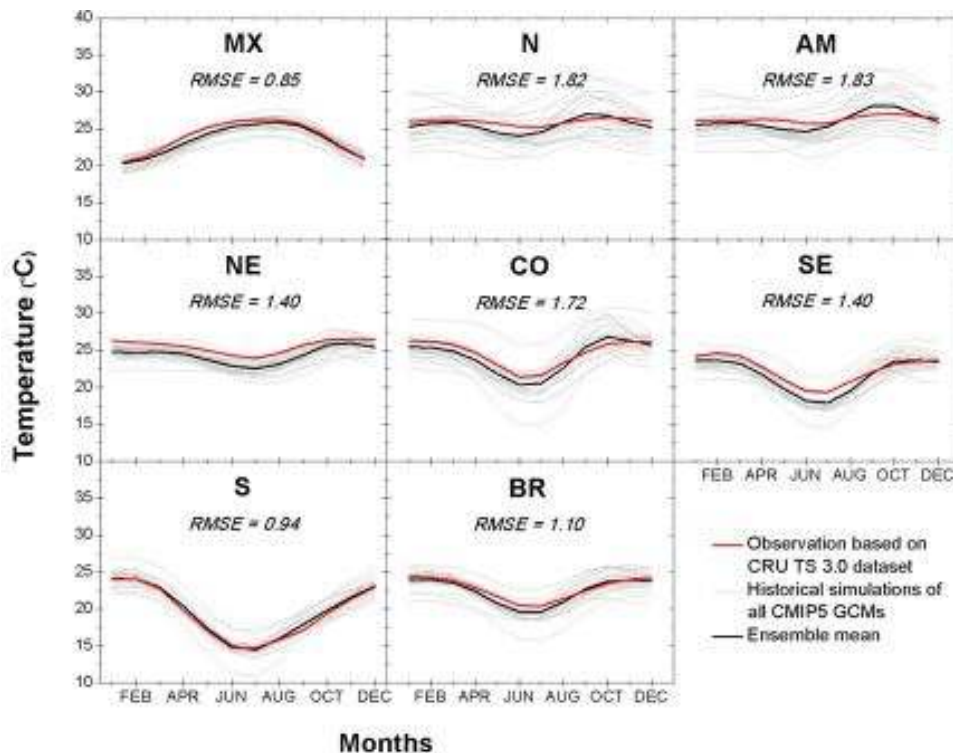 MX
RMSE = 0.85
N
RMSE = 1.82
AM
RMSE = 1.83
40
35
30
25
20
15
10
NE
RMSE = 1.40
CO
RMSE = 1.72
SE
RMSE = 1.40
35
30
25
20
15
10
FEB APR JUN AUG OCT DEC
S
RMSE = 0.94
BR
RMSE = 1.10
35
30
25
20
15
10
FEB APR JUN AUG OCT DEC
FEB APR JUN AUG OCT DEC
Temperature (°C)
Months
Observation based on
CRU TS 3.0 dataset
Historical simulations of
all CMIP5 GCMs
Ensemble mean